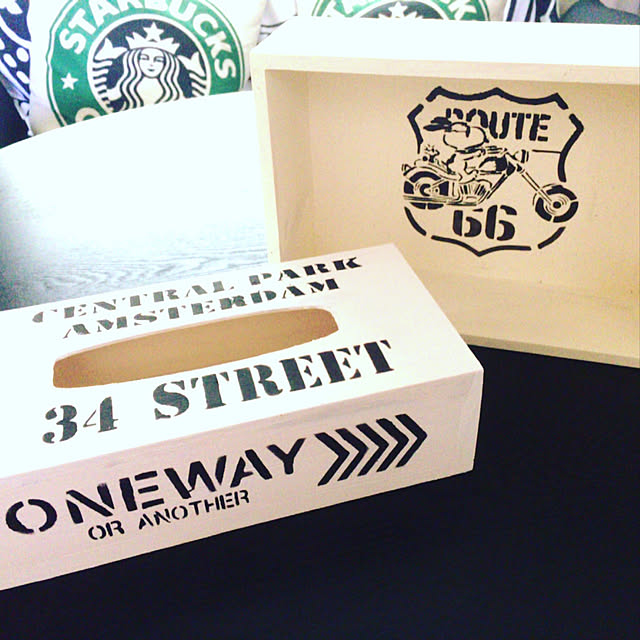 STARBUCKS
ROUTE
66
CENTRAL PARK
AMSTERDAM
34 STREET
ONEWAY
OR ANOTHER